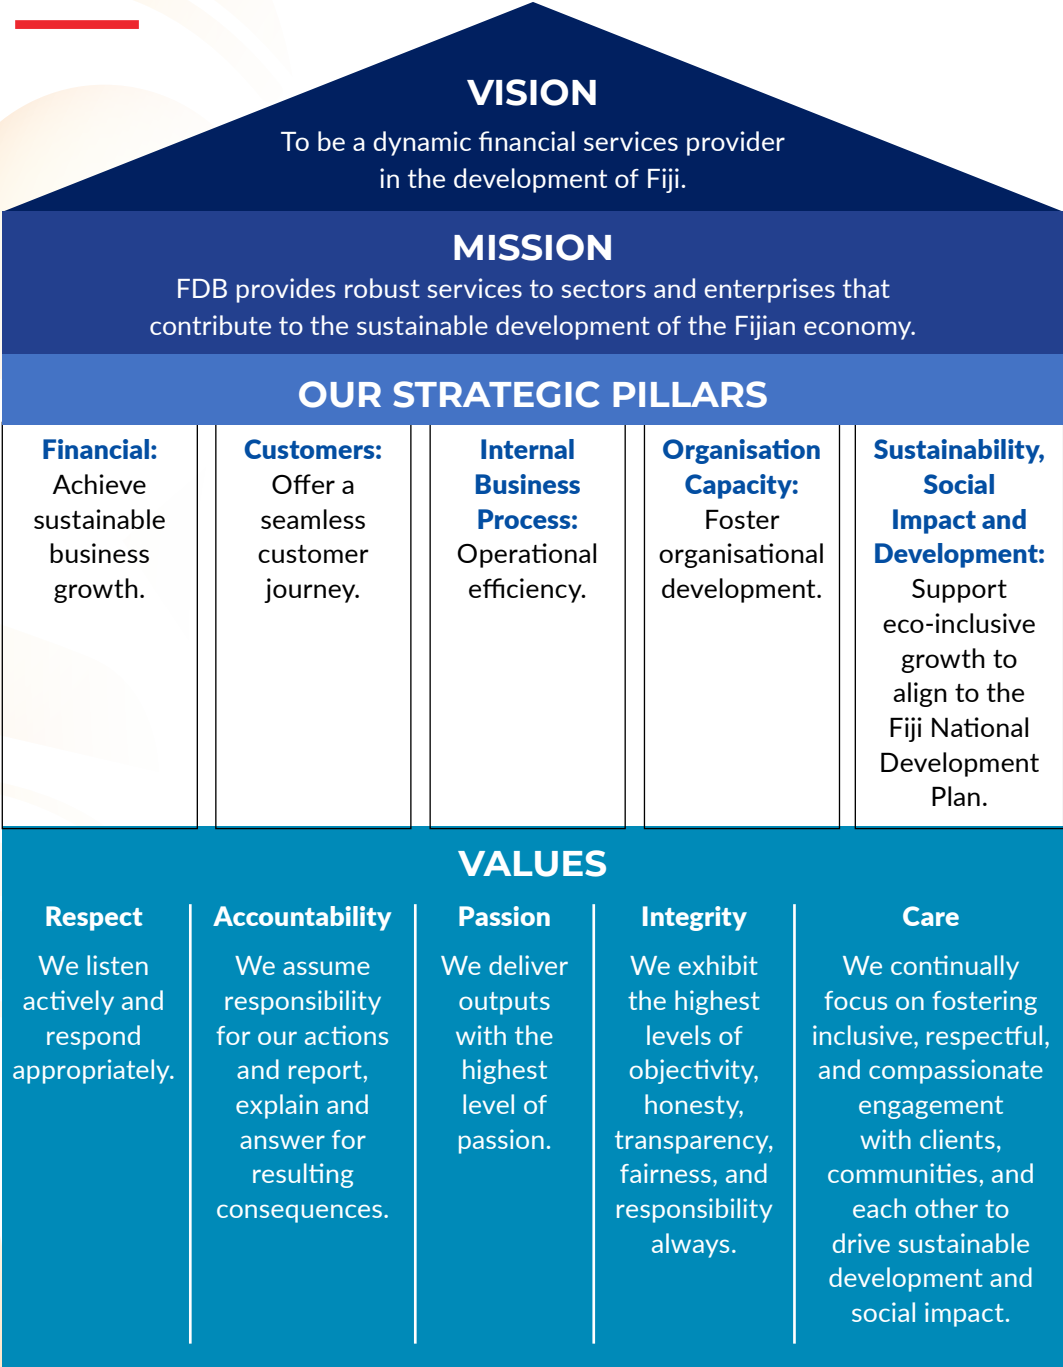 VISION
To be a dynamic financial services provider
in the development of Fiji.
MISSION
FDB provides robust services to sectors and enterprises that
contribute to the sustainable development of the Fijian economy.
OUR STRATEGIC PILLARS
Financial:
Achieve
sustainable
business
growth.
Customers:
Offer a
seamless
customer
journey.
Internal
Business
Process:
Operational
efficiency.
Organisation
Capacity:
Foster
organisational
development.
Sustainability,
Social
Impact and
Development:
Support
eco-inclusive
growth to
align to the
Fiji National
Development
Plan.
VALUES
Respect
We listen
actively and
respond
appropriately.
Accountability
We assume
responsibility
for our actions
and report,
explain and
answer for
resulting
consequences.
Passion
We deliver
outputs
with the
highest
level of
passion.
Integrity
We exhibit
the highest
levels of
objectivity,
honesty,
transparency,
fairness, and
responsibility
always.
Care
We continually
focus on fostering
inclusive, respectful,
and compassionate
engagement
with clients,
communities, and
each other to
drive sustainable
development and
social impact.